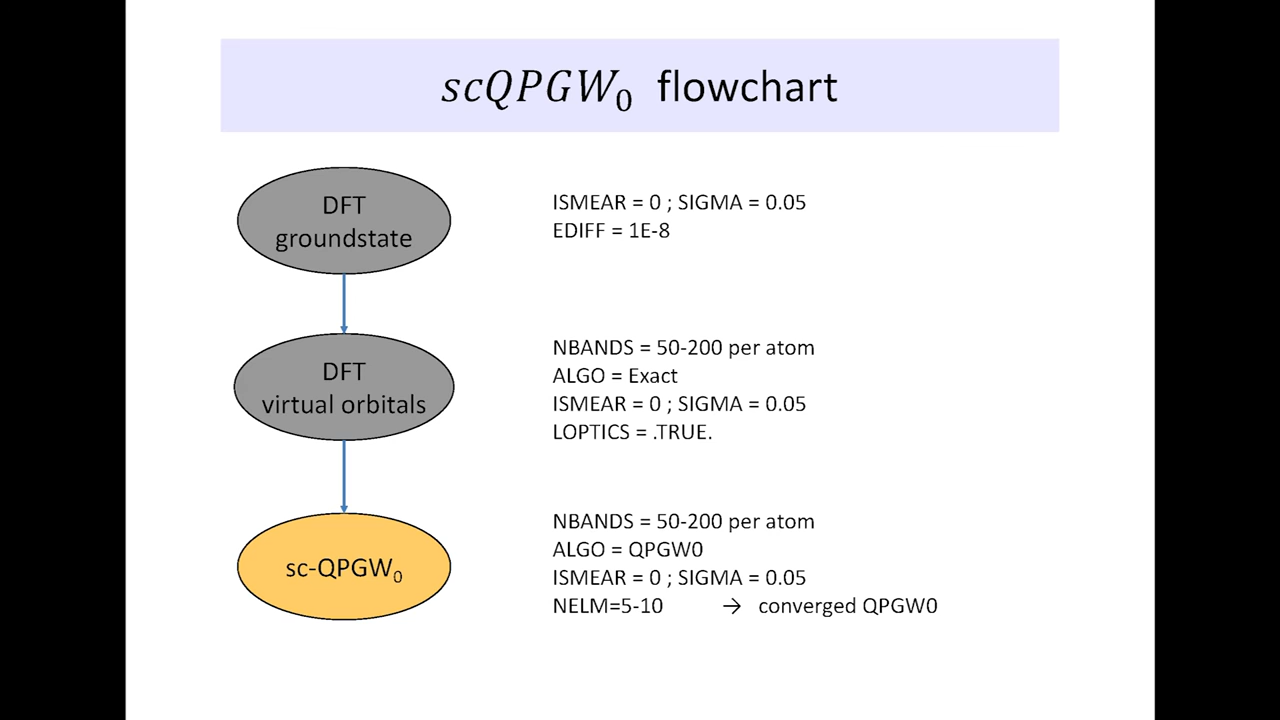 scQPGW₀ flowchart
DFT
groundstate
ISMEAR = 0 ; SIGMA = 0.05
EDIFF = 1E-8
DFT
virtual orbitals
NBANDS = 50-200 per atom
ALGO = Exact
ISMEAR = 0 ; SIGMA = 0.05
LOPTICS = .TRUE.
sc-QPGW₀
NBANDS = 50-200 per atom
ALGO = QPGW0
ISMEAR = 0 ; SIGMA = 0.05
NELM=5-10 → converged QPGW0